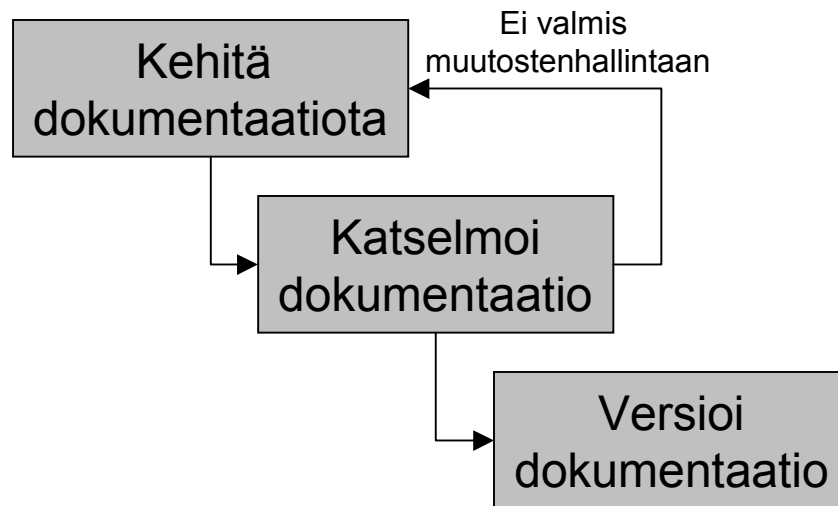 Ei valmis
muutostenhallintaan
Kehitä
dokumentaatiota
Katselmoi
dokumentaatio
Versioi
dokumentaatio